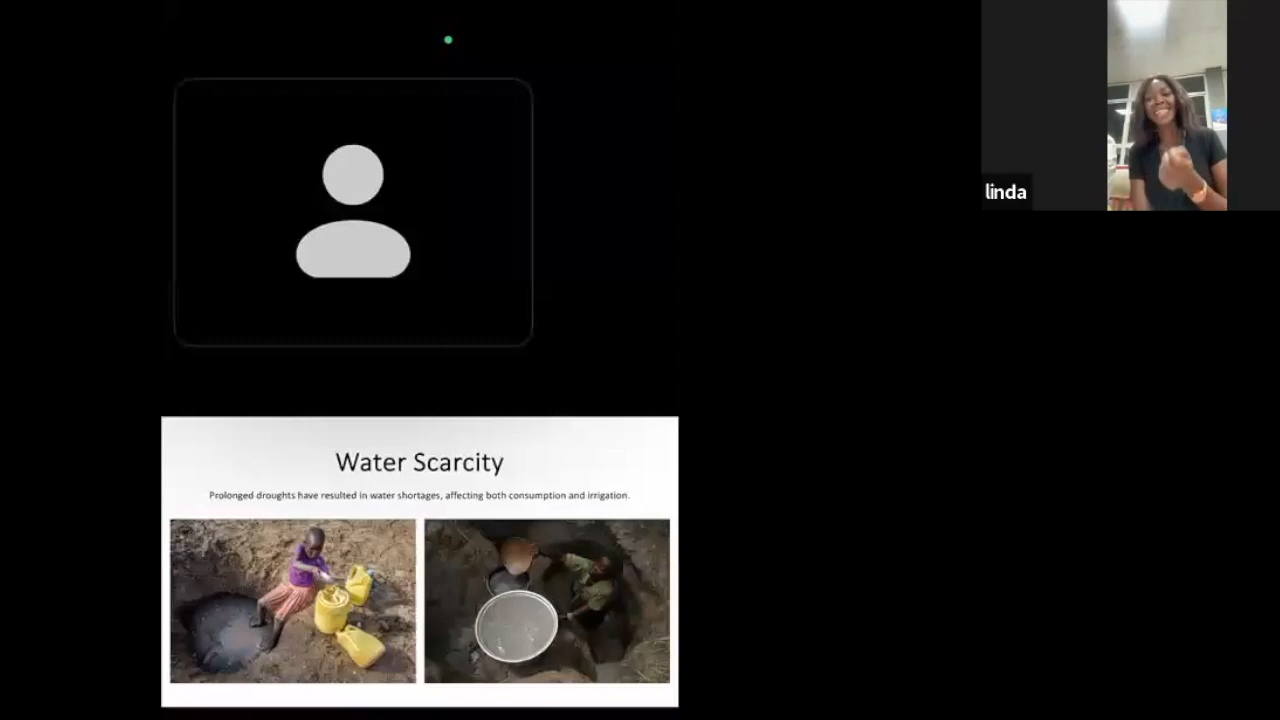 linda
Water Scarcity
Prolonged droughts have resulted in water shortages, affecting both consumption and irrigation.